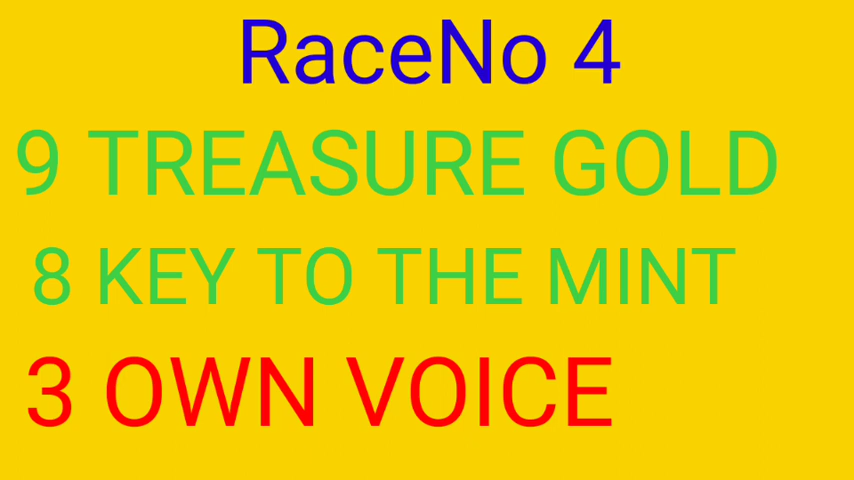 RaceNo 4
9 TREASURE GOLD
8 KEY TO THE MINT
3 OWN VOICE